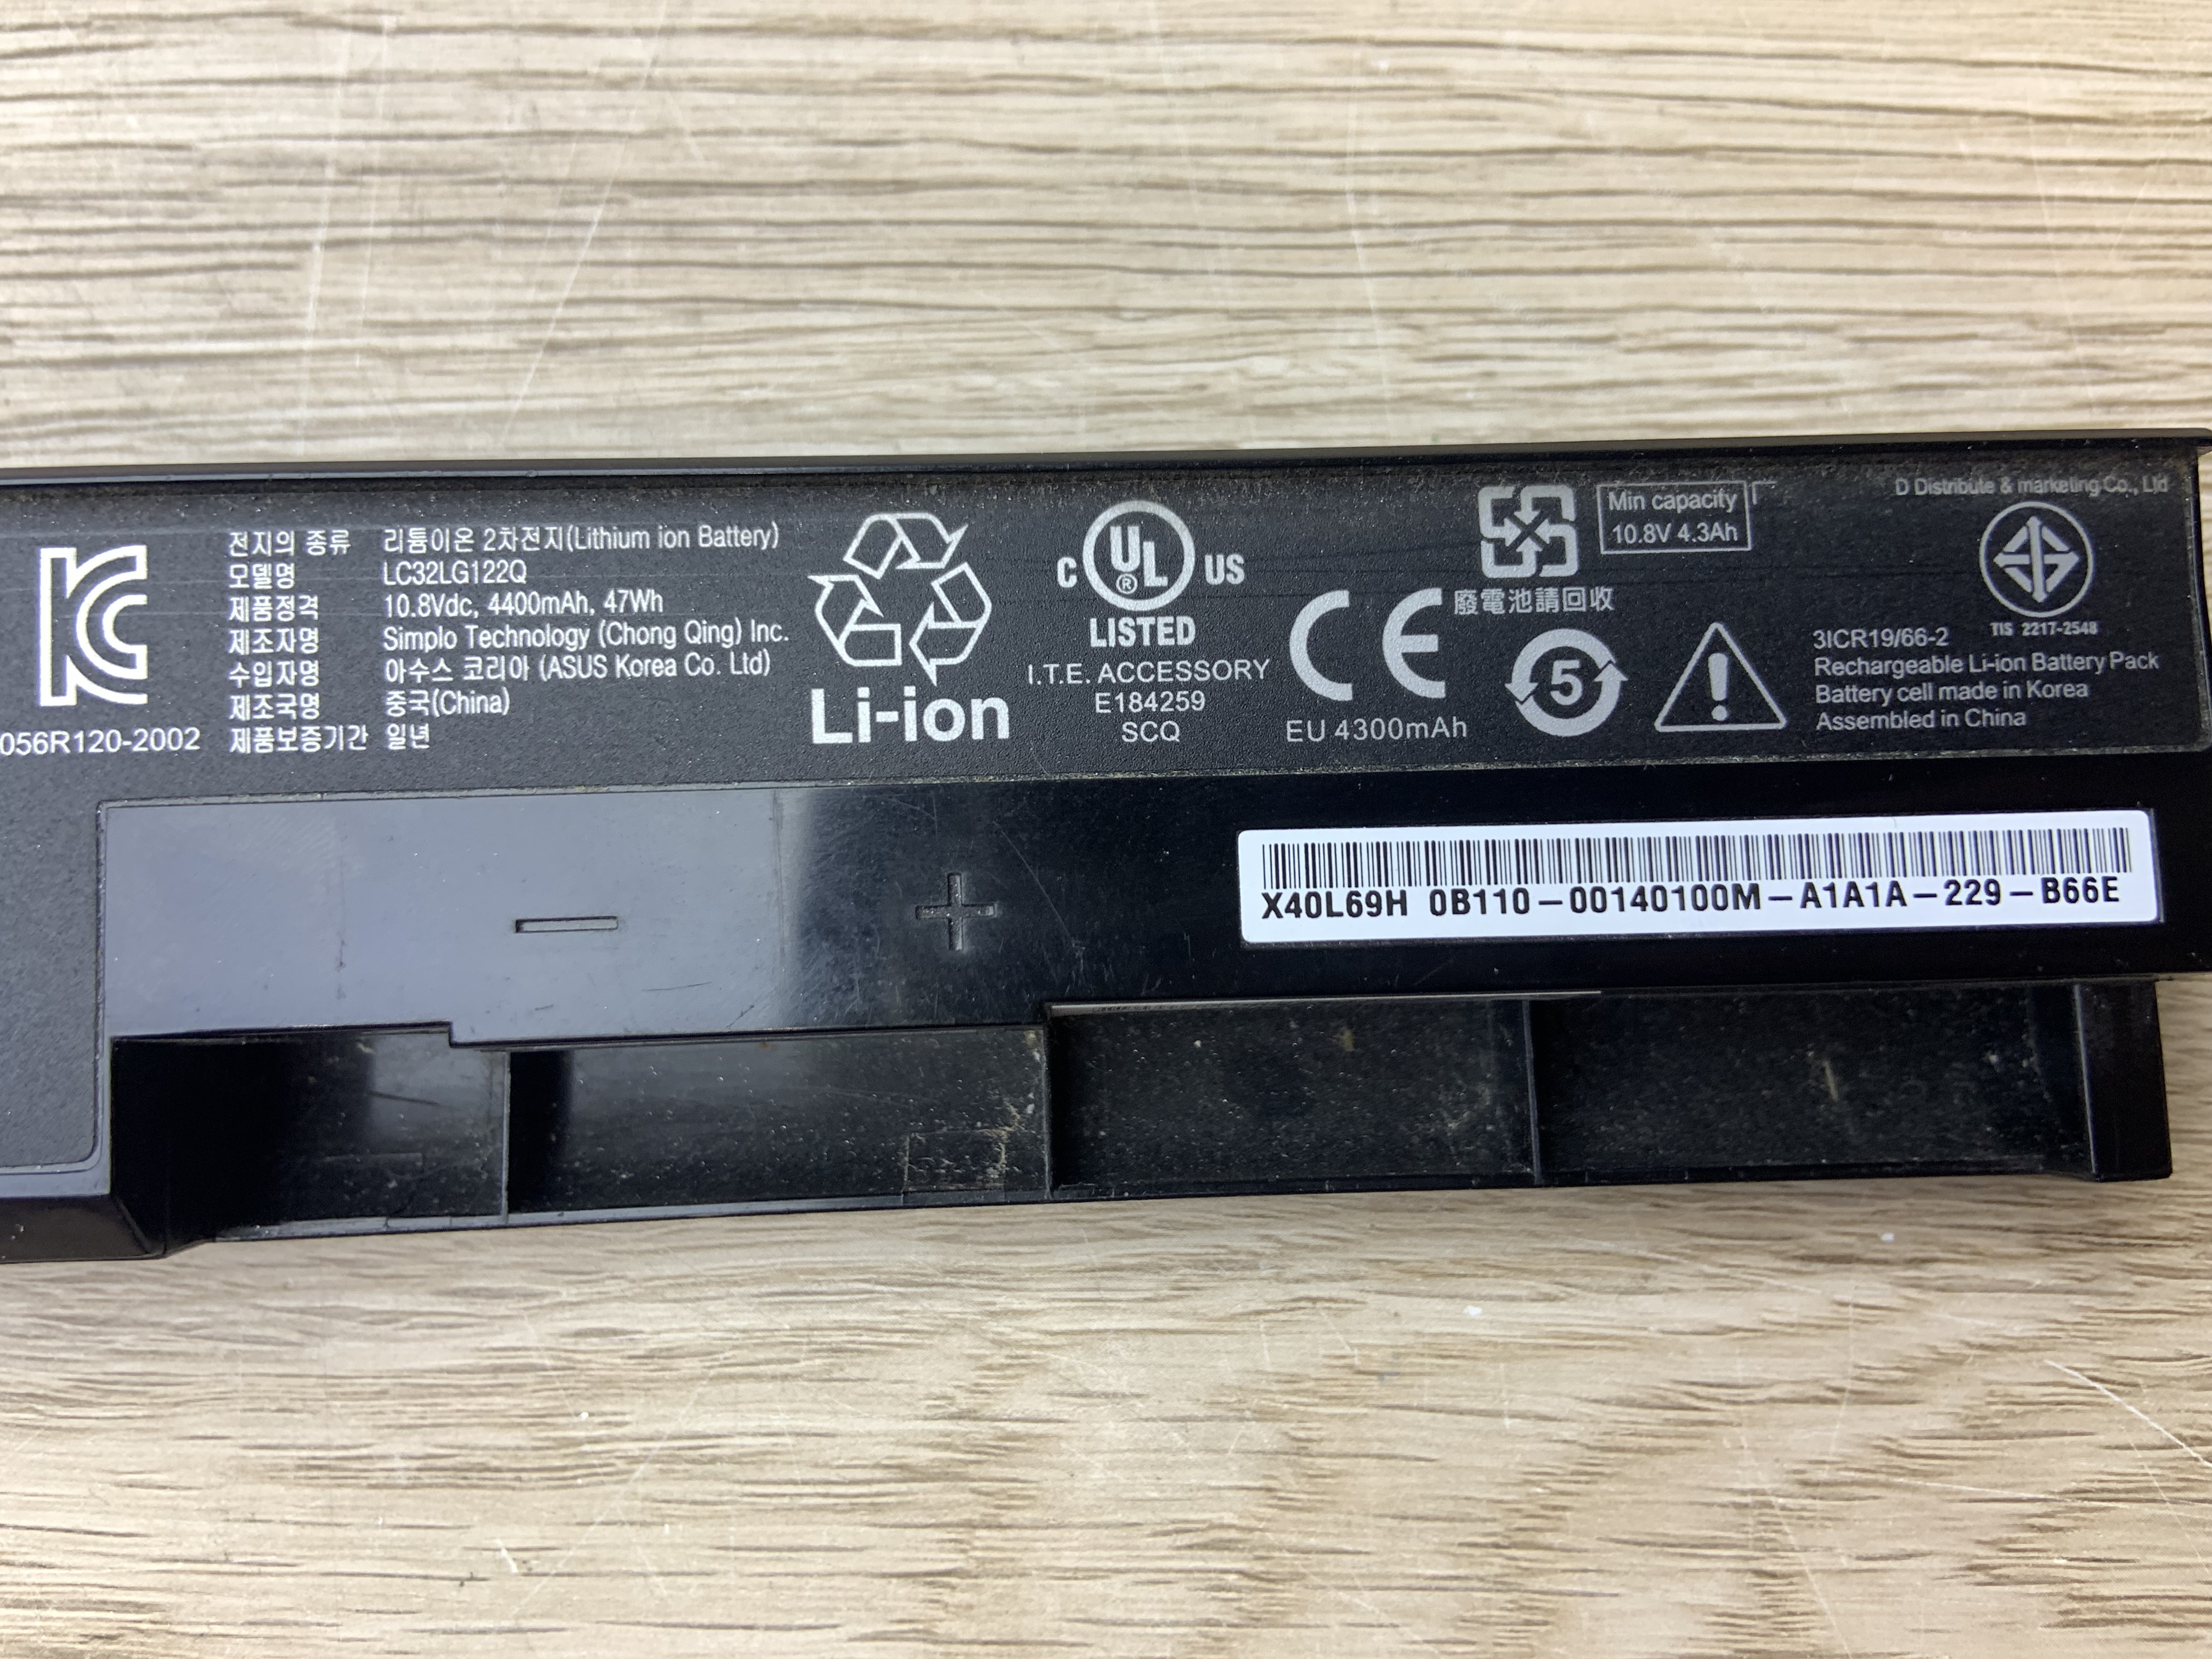 전지의 종류 리튬이온 2차전지(Lithium ion Battery)
모델명 LC32LG122Q
제품정격 10.8Vdc, 4400mAh, 47Wh
제조자명 Simplo Technology (Chong Qing) Inc.
수입자명 아수스 코리아 (ASUS Korea Co. Ltd)
제조국명 중국(China)
제품보증기간 일년
056R120-2002
Li-ion
C UL® US
LISTED
I.T.E. ACCESSORY
E184259
SCQ
CE
EU 4300mAh
廢電池請回收
5
Min capacity
10.8V 4.3Ah
D Distribute & marketing Co., Ltd
TIS 2217-2548
3ICR19/66-2
Rechargeable Li-ion Battery Pack
Battery cell made in Korea
Assembled in China
− +
X40L69H 0B110-00140100M-A1A1A-229-B66E